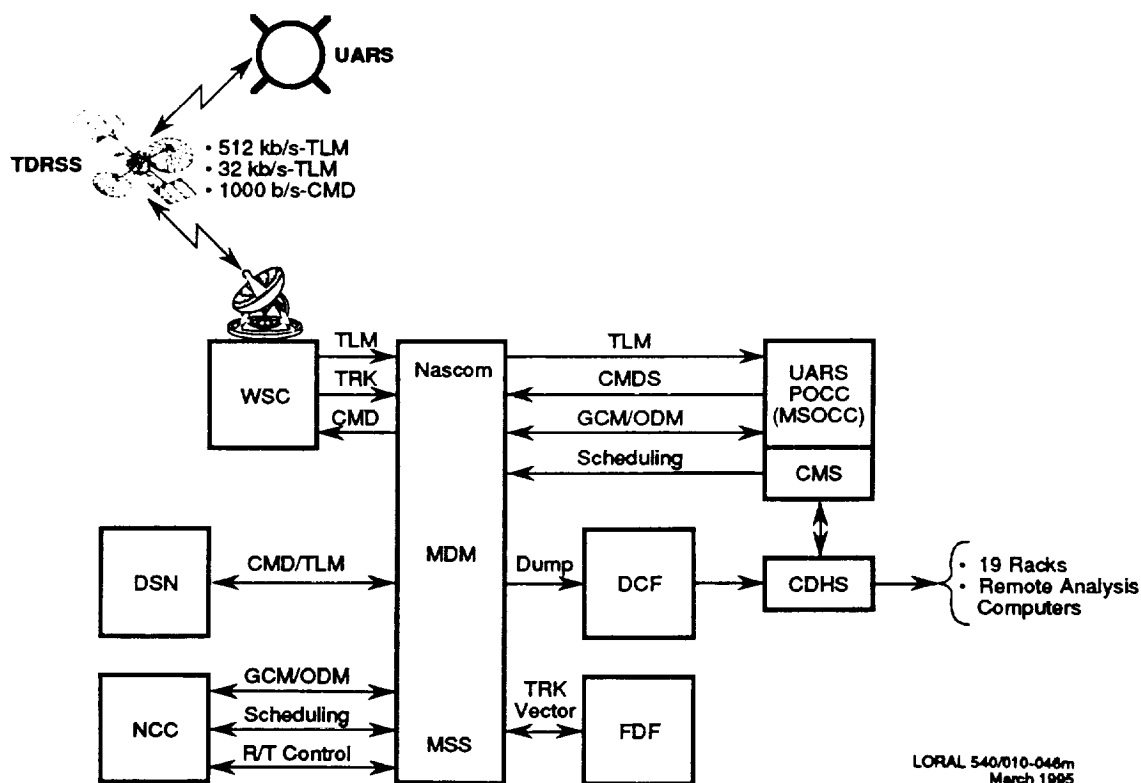 UARS
TDRSS
• 512 kb/s-TLM
• 32 kb/s-TLM
• 1000 b/s-CMD
WSC
TLM
TRK
CMD
Nascom
MDM
MSS
TLM
CMDS
GCM/ODM
Scheduling
UARS
POCC
(MSOCC)
CMS
DSN
CMD/TLM
Dump
DCF
CDHS
• 19 Racks
• Remote Analysis
Computers
NCC
GCM/ODM
Scheduling
R/T Control
TRK
Vector
FDF
LORAL 540/010-046m
March 1995